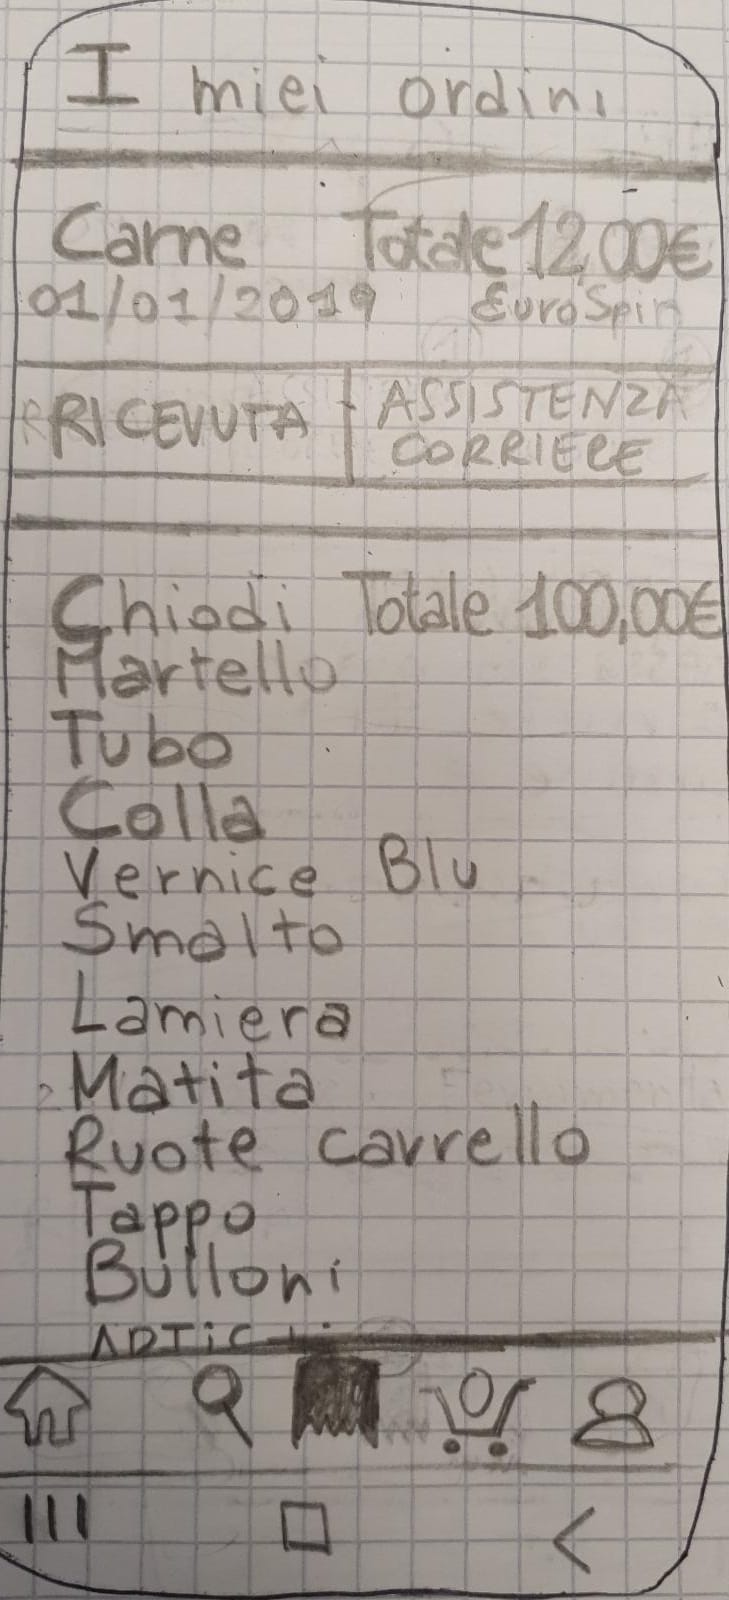 I miei ordini
Carne Totale 12,00€
01/01/2019 EuroSpin
RICEVUTA ASSISTENZA
CORRIERE
Chiodi Totale 100,00€
Martello
Tubo
Colla
Vernice Blu
Smalto
Lamiera
Matita
Ruote carrello
Tappo
Bulloni